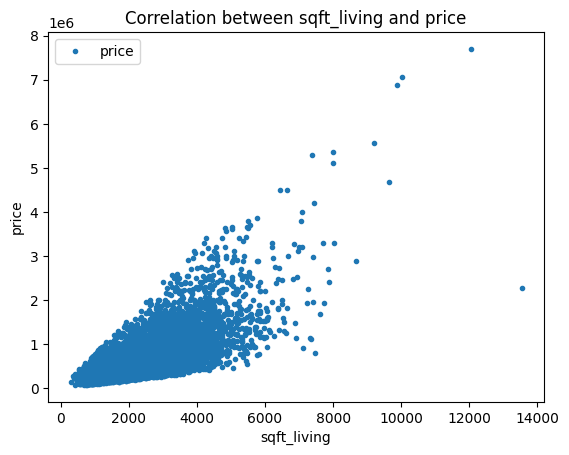 Correlation between sqft_living and price
1e6
price
8
7
6
5
4
3
2
1
0
price
0 2000 4000 6000 8000 10000 12000 14000
sqft_living